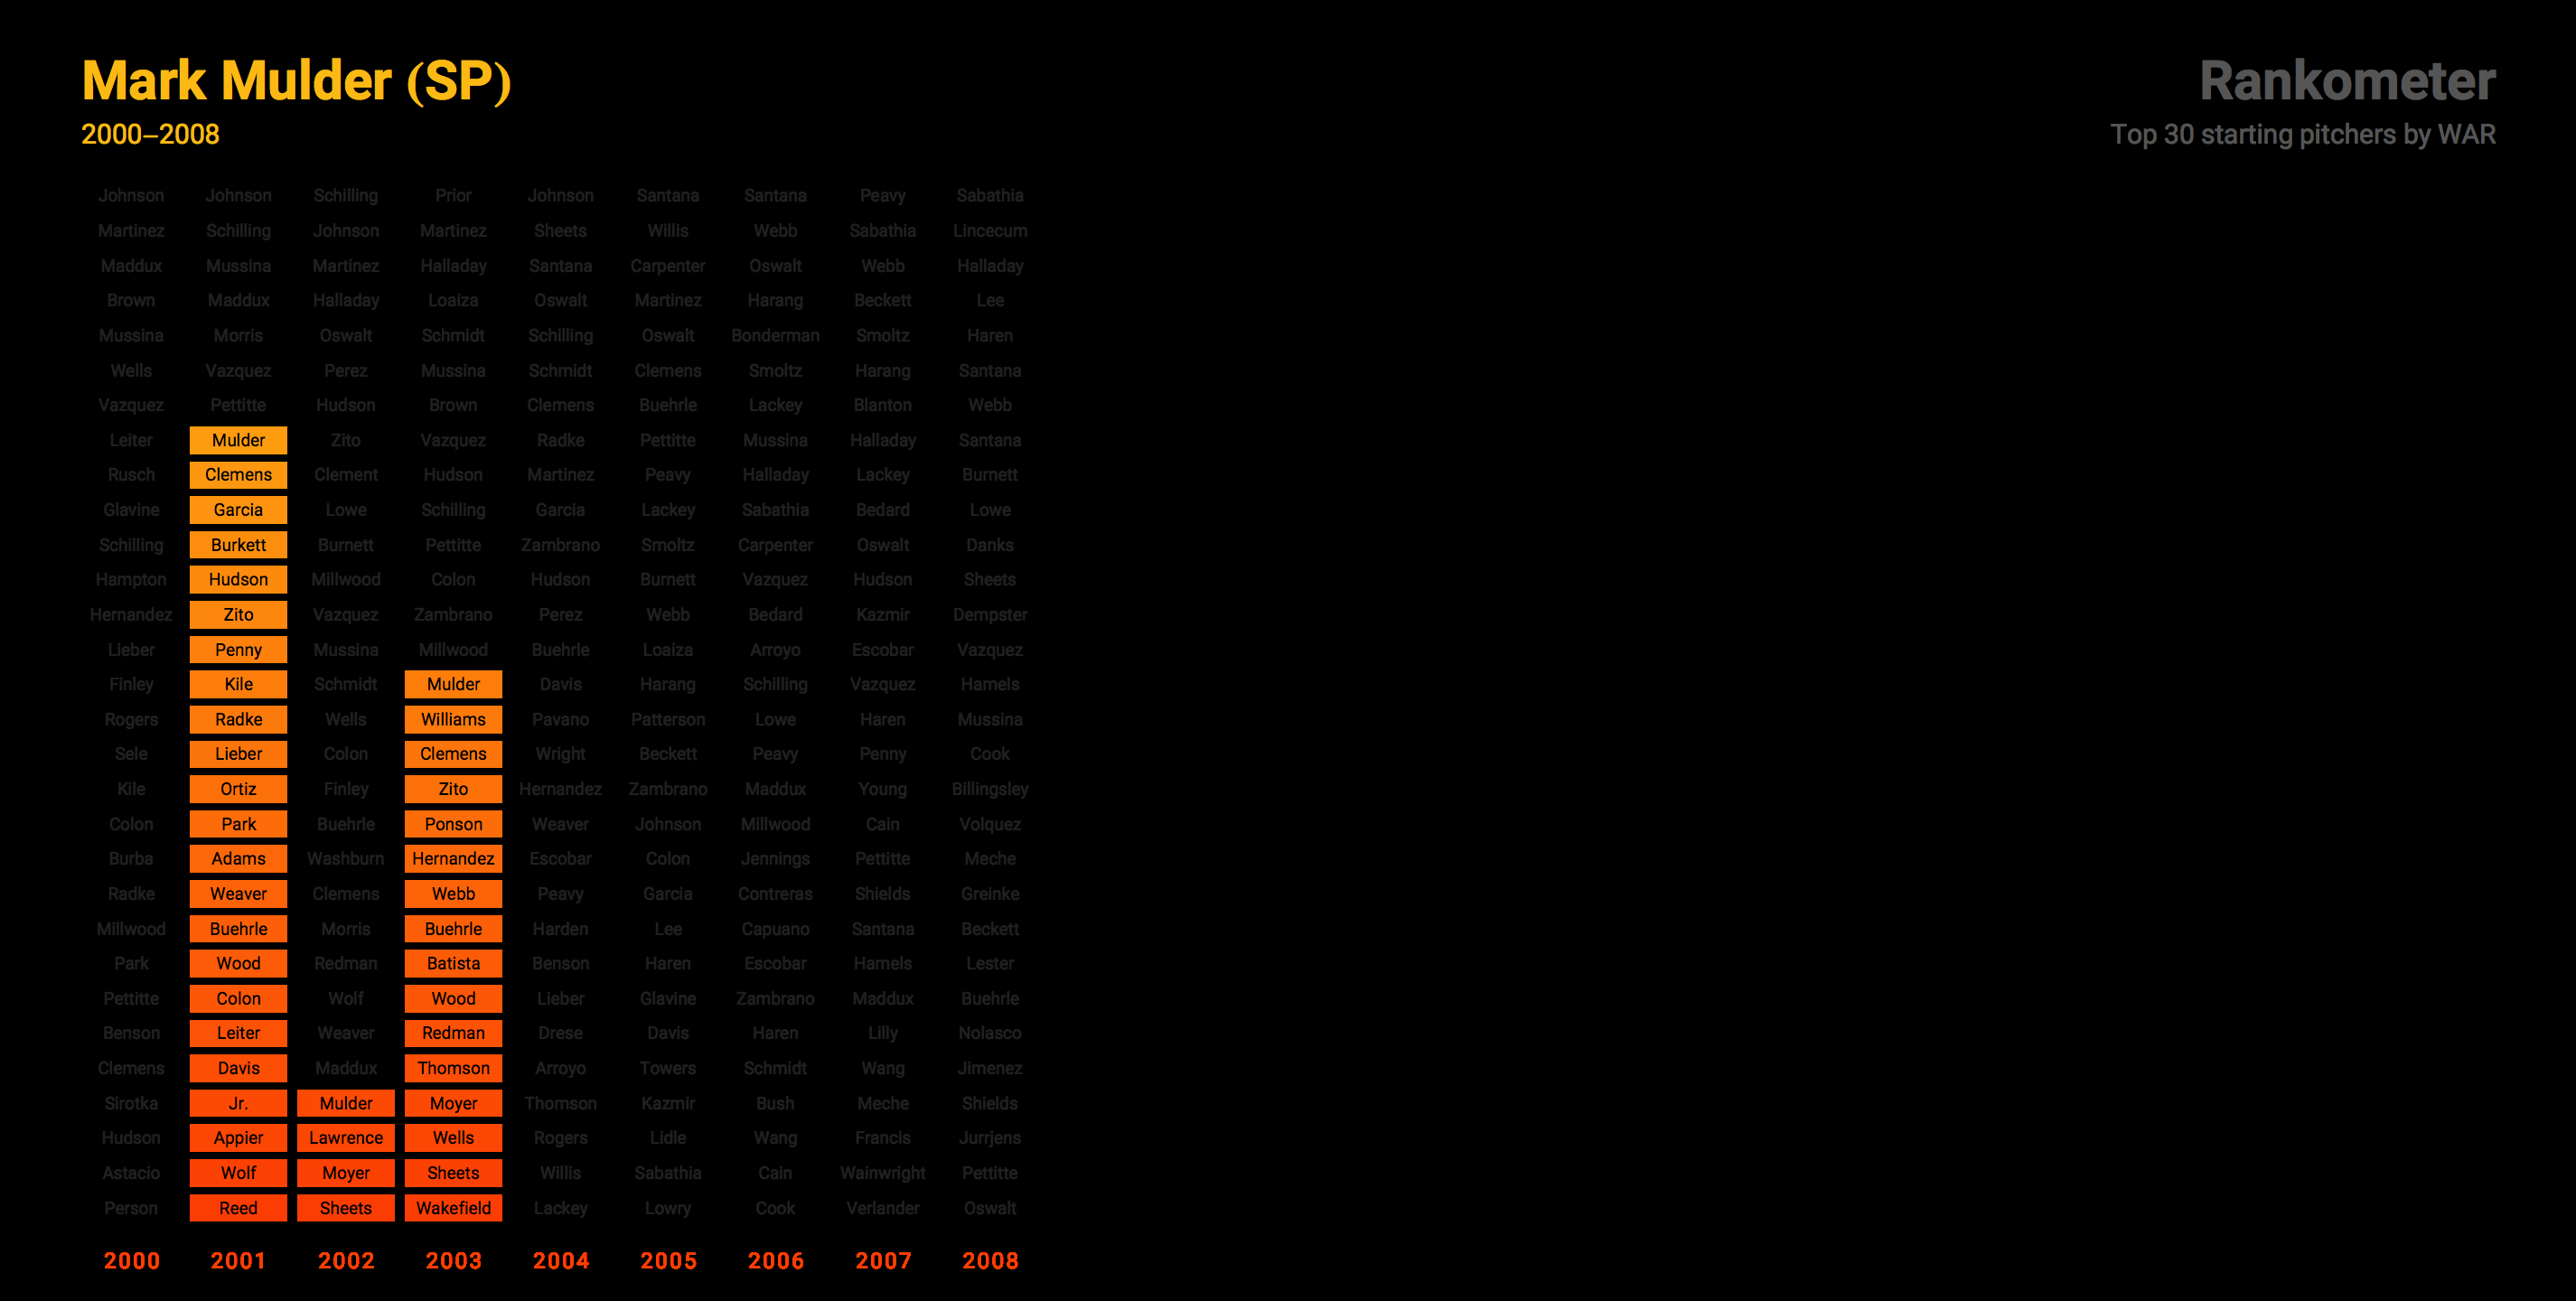 Mark Mulder (SP)
2000–2008
Rankometer
Top 30 starting pitchers by WAR
Johnson Johnson Schilling Prior Johnson Santana Santana Peavy Sabathia
Martinez Schilling Johnson Martinez Sheets Willis Webb Sabathia Lincecum
Maddux Mussina Martinez Halladay Santana Carpenter Oswalt Webb Halladay
Brown Maddux Halladay Loaiza Oswalt Martinez Harang Beckett Lee
Mussina Morris Oswalt Schmidt Schilling Oswalt Bonderman Smoltz Haren
Wells Vazquez Perez Mussina Schmidt Clemens Smoltz Harang Santana
Vazquez Pettitte Hudson Brown Clemens Buehrle Lackey Blanton Webb
Leiter Mulder Zito Vazquez Radke Pettitte Mussina Halladay Santana
Rusch Clemens Clement Hudson Martinez Peavy Halladay Lackey Burnett
Glavine Garcia Lowe Schilling Garcia Lackey Sabathia Bedard Lowe
Schilling Burkett Burnett Pettitte Zambrano Smoltz Carpenter Oswalt Danks
Hampton Hudson Millwood Colon Hudson Burnett Vazquez Hudson Sheets
Hernandez Zito Vazquez Zambrano Perez Webb Bedard Kazmir Dempster
Lieber Penny Mussina Millwood Buehrle Loaiza Arroyo Escobar Vazquez
Finley Kile Schmidt Mulder Davis Harang Schilling Vazquez Hamels
Rogers Radke Wells Williams Pavano Patterson Lowe Haren Mussina
Sele Lieber Colon Clemens Wright Beckett Peavy Penny Cook
Kile Ortiz Finley Zito Hernandez Zambrano Maddux Young Billingsley
Colon Park Buehrle Ponson Weaver Johnson Millwood Cain Volquez
Burba Adams Washburn Hernandez Escobar Colon Jennings Pettitte Meche
Radke Weaver Clemens Webb Peavy Garcia Contreras Shields Greinke
Millwood Buehrle Morris Buehrle Harden Lee Capuano Santana Beckett
Park Wood Redman Batista Benson Haren Escobar Hamels Lester
Pettitte Colon Wolf Wood Lieber Glavine Zambrano Maddux Buehrle
Benson Leiter Weaver Redman Drese Davis Haren Lilly Nolasco
Clemens Davis Maddux Thomson Arroyo Towers Schmidt Wang Jimenez
Sirotka Jr. Mulder Moyer Thomson Kazmir Bush Meche Shields
Hudson Appier Lawrence Wells Rogers Lidle Wang Francis Jurrjens
Astacio Wolf Moyer Sheets Willis Sabathia Cain Wainwright Pettitte
Person Reed Sheets Wakefield Lackey Lowry Cook Verlander Oswalt
2000 2001 2002 2003 2004 2005 2006 2007 2008